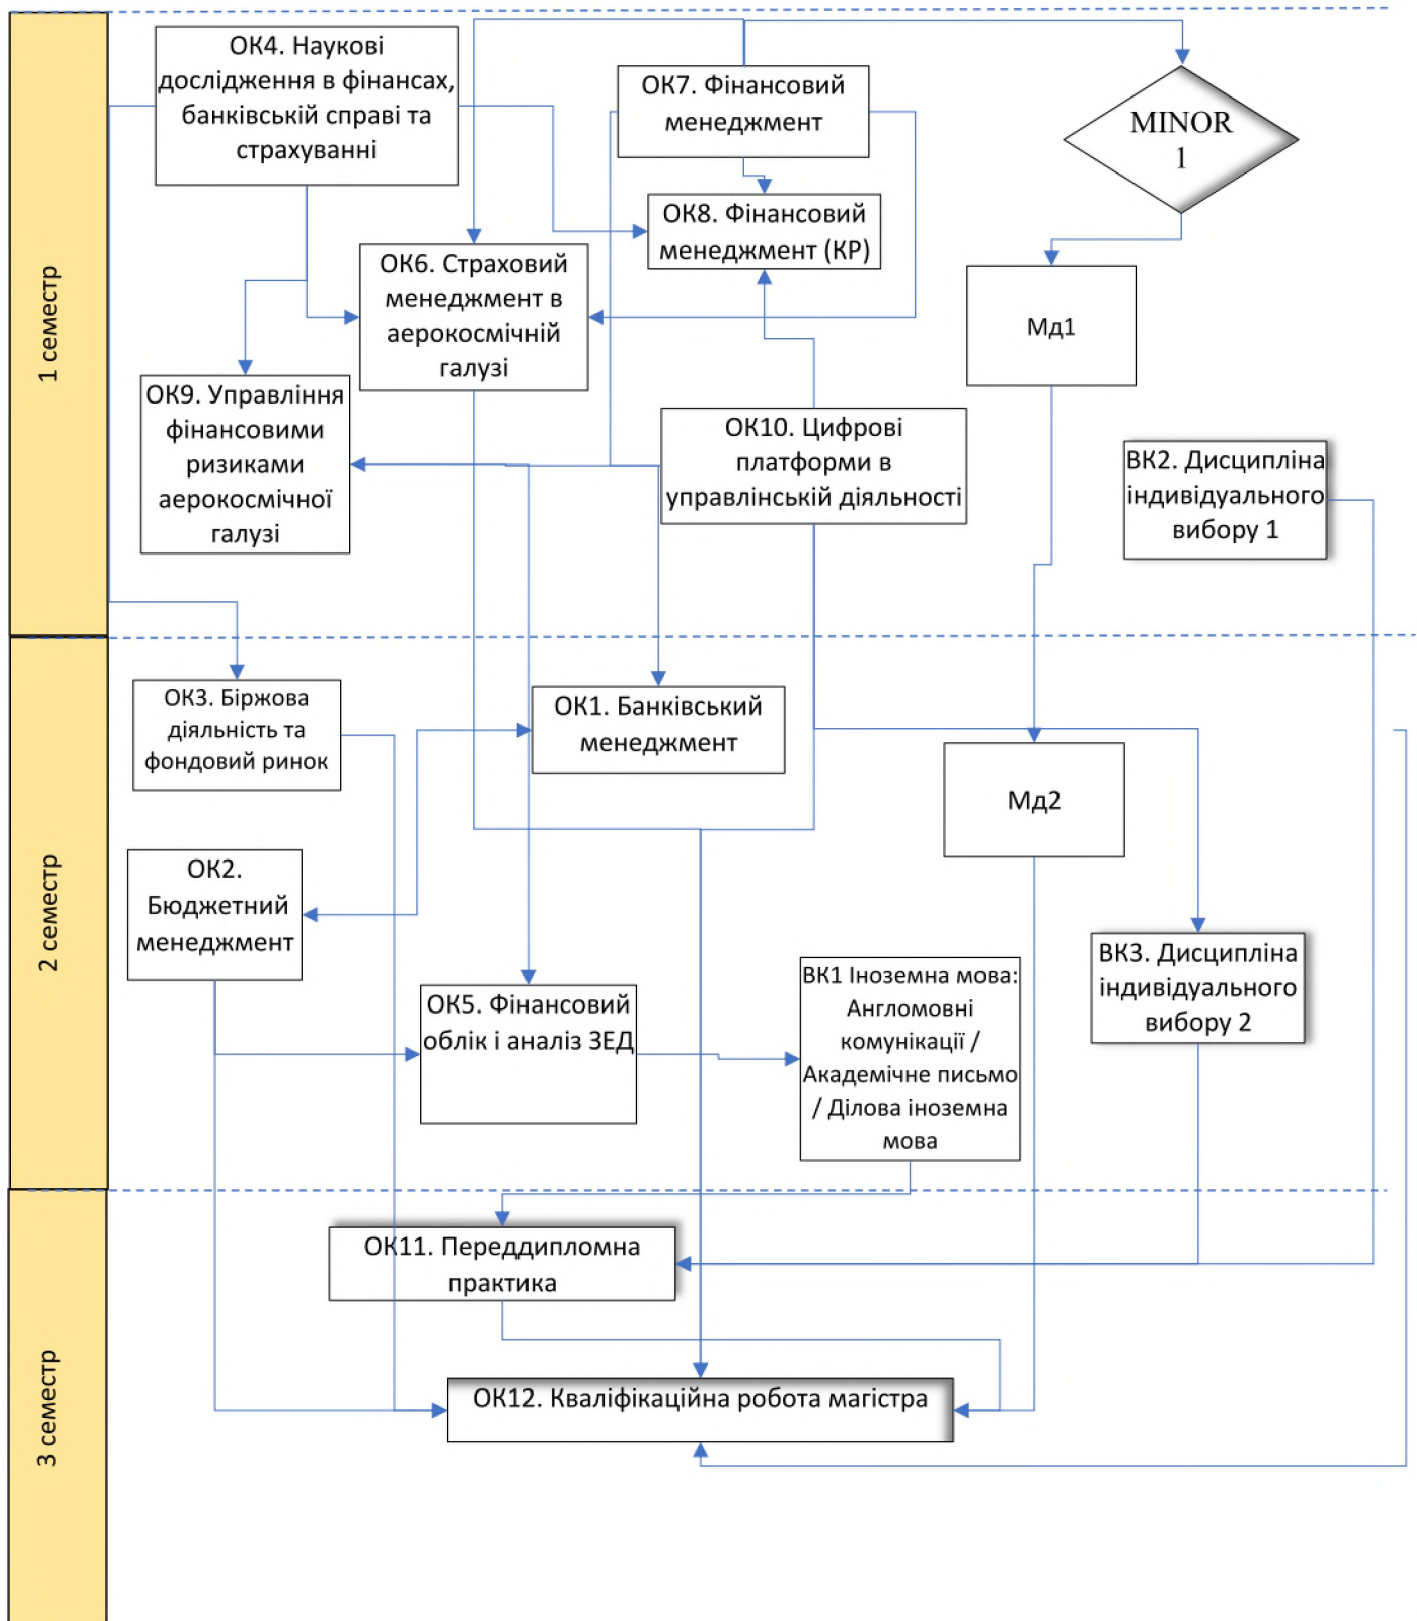 1 семестр
ОК4. Наукові
дослідження в фінансах,
банківській справі та
страхуванні
ОК7. Фінансовий
менеджмент
MINOR
1
ОК8. Фінансовий
менеджмент (КР)
ОК6. Страховий
менеджмент в
аерокосмічній
галузі
Мд1
ОК9. Управління
фінансовими
ризиками
аерокосмічної
галузі
ОК10. Цифрові
платформи в
управлінській діяльності
ВК2. Дисципліна
індивідуального
вибору 1
2 семестр
ОК3. Біржова
діяльність та
фондовий ринок
ОК1. Банківський
менеджмент
Мд2
ОК2.
Бюджетний
менеджмент
ОК5. Фінансовий
облік і аналіз ЗЕД
ВК1 Іноземна мова:
Англомовні
комунікації /
Академічне письмо
/ Ділова іноземна
мова
ВК3. Дисципліна
індивідуального
вибору 2
3 семестр
ОК11. Переддипломна
практика
ОК12. Кваліфікаційна робота магістра